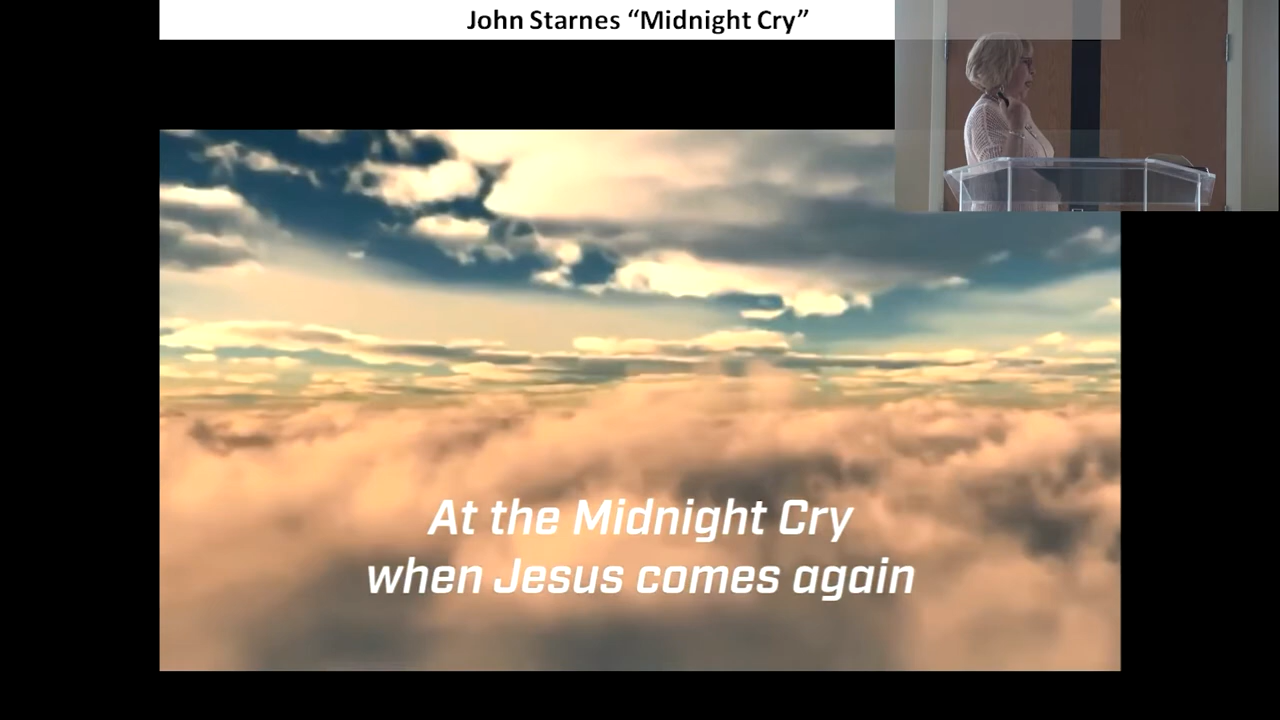 John Starnes “Midnight Cry”
At the Midnight Cry
when Jesus comes again